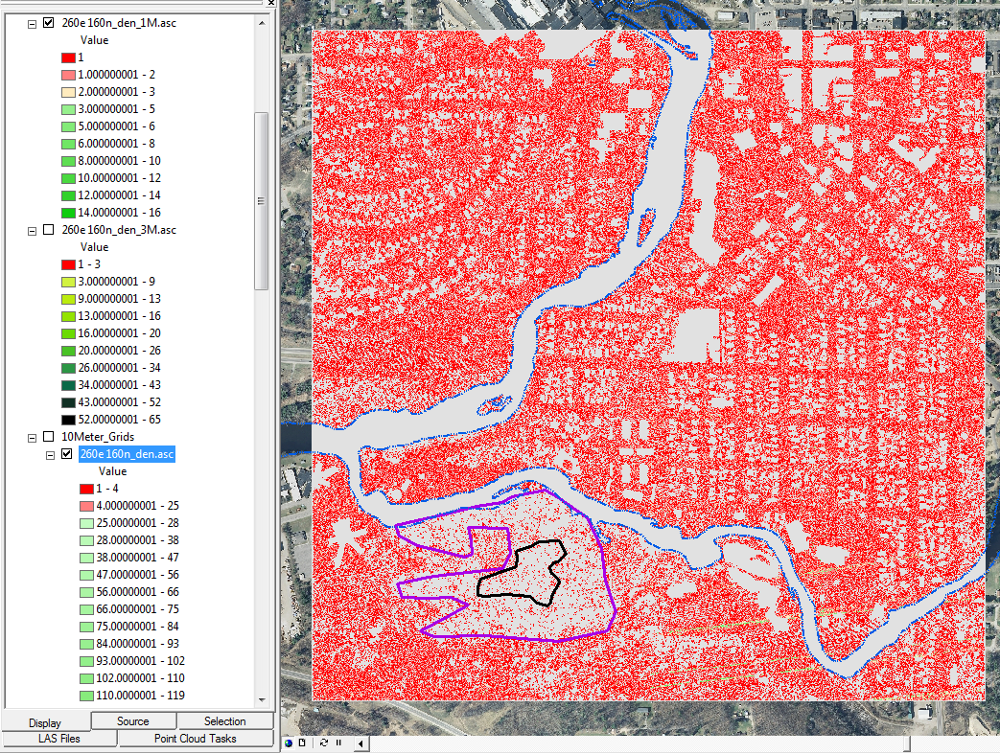 260e160n_den_1M.asc
Value
1
1.000000001 - 2
2.000000001 - 3
3.000000001 - 5
5.000000001 - 6
6.000000001 - 8
8.000000001 - 10
10.00000001 - 12
12.00000001 - 14
14.00000001 - 16
260e160n_den_3M.asc
Value
1 - 3
3.000000001 - 9
9.000000001 - 13
13.00000001 - 16
16.00000001 - 20
20.00000001 - 26
26.00000001 - 34
34.00000001 - 43
43.00000001 - 52
52.00000001 - 65
10Meter_Grids
260e160n_den.asc
Value
1 - 4
4.000000001 - 25
25.00000001 - 28
28.00000001 - 38
38.00000001 - 47
47.00000001 - 56
56.00000001 - 66
66.00000001 - 75
75.00000001 - 84
84.00000001 - 93
93.00000001 - 102
102.0000001 - 110
110.0000001 - 119
Display
Source
Selection
LAS Files
Point Cloud Tasks